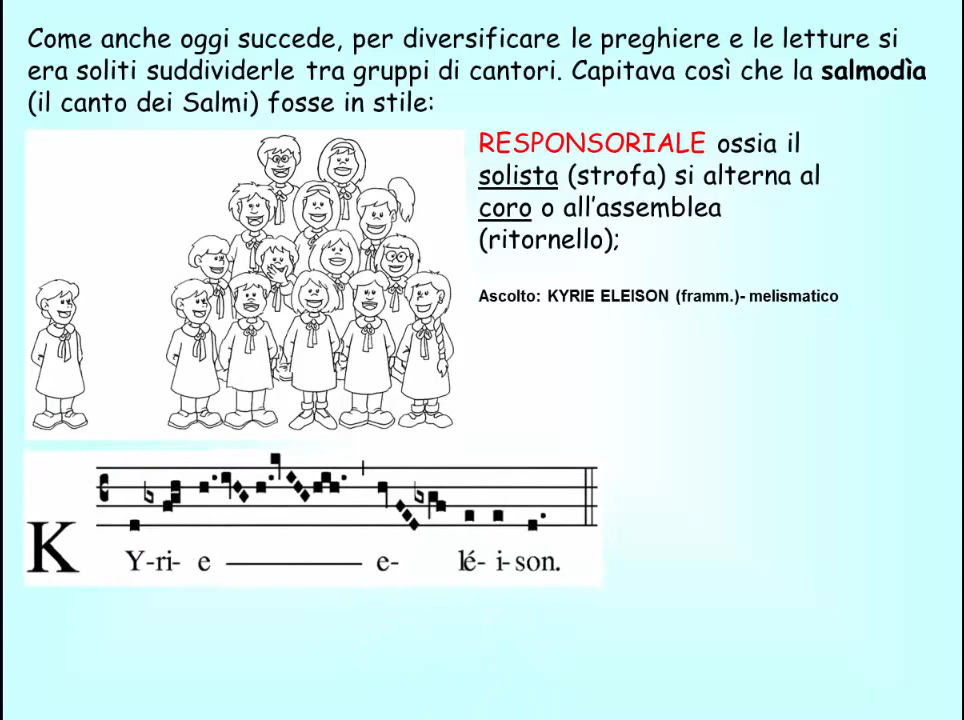 Come anche oggi succede, per diversificare le preghiere e le letture si
era soliti suddividerle tra gruppi di cantori. Capitava così che la salmodìa
(il canto dei Salmi) fosse in stile:
RESPONSORIALE ossia il
solista (strofa) si alterna al
coro o all'assemblea
(ritornello);
Ascolto: KYRIE ELEISON (framm.)- melismatico
K Y-ri- e e- lé- i- son.